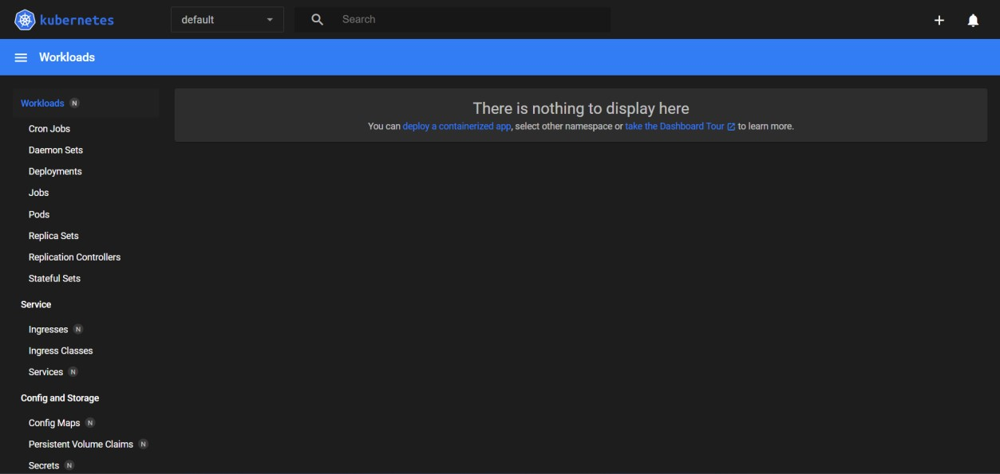 kubernetes
default
Search
Workloads
Workloads N
Cron Jobs
Daemon Sets
Deployments
Jobs
Pods
Replica Sets
Replication Controllers
Stateful Sets
Service
Ingresses N
Ingress Classes
Services N
Config and Storage
Config Maps N
Persistent Volume Claims N
Secrets N
There is nothing to display here
You can deploy a containerized app, select other namespace or take the Dashboard Tour to learn more.